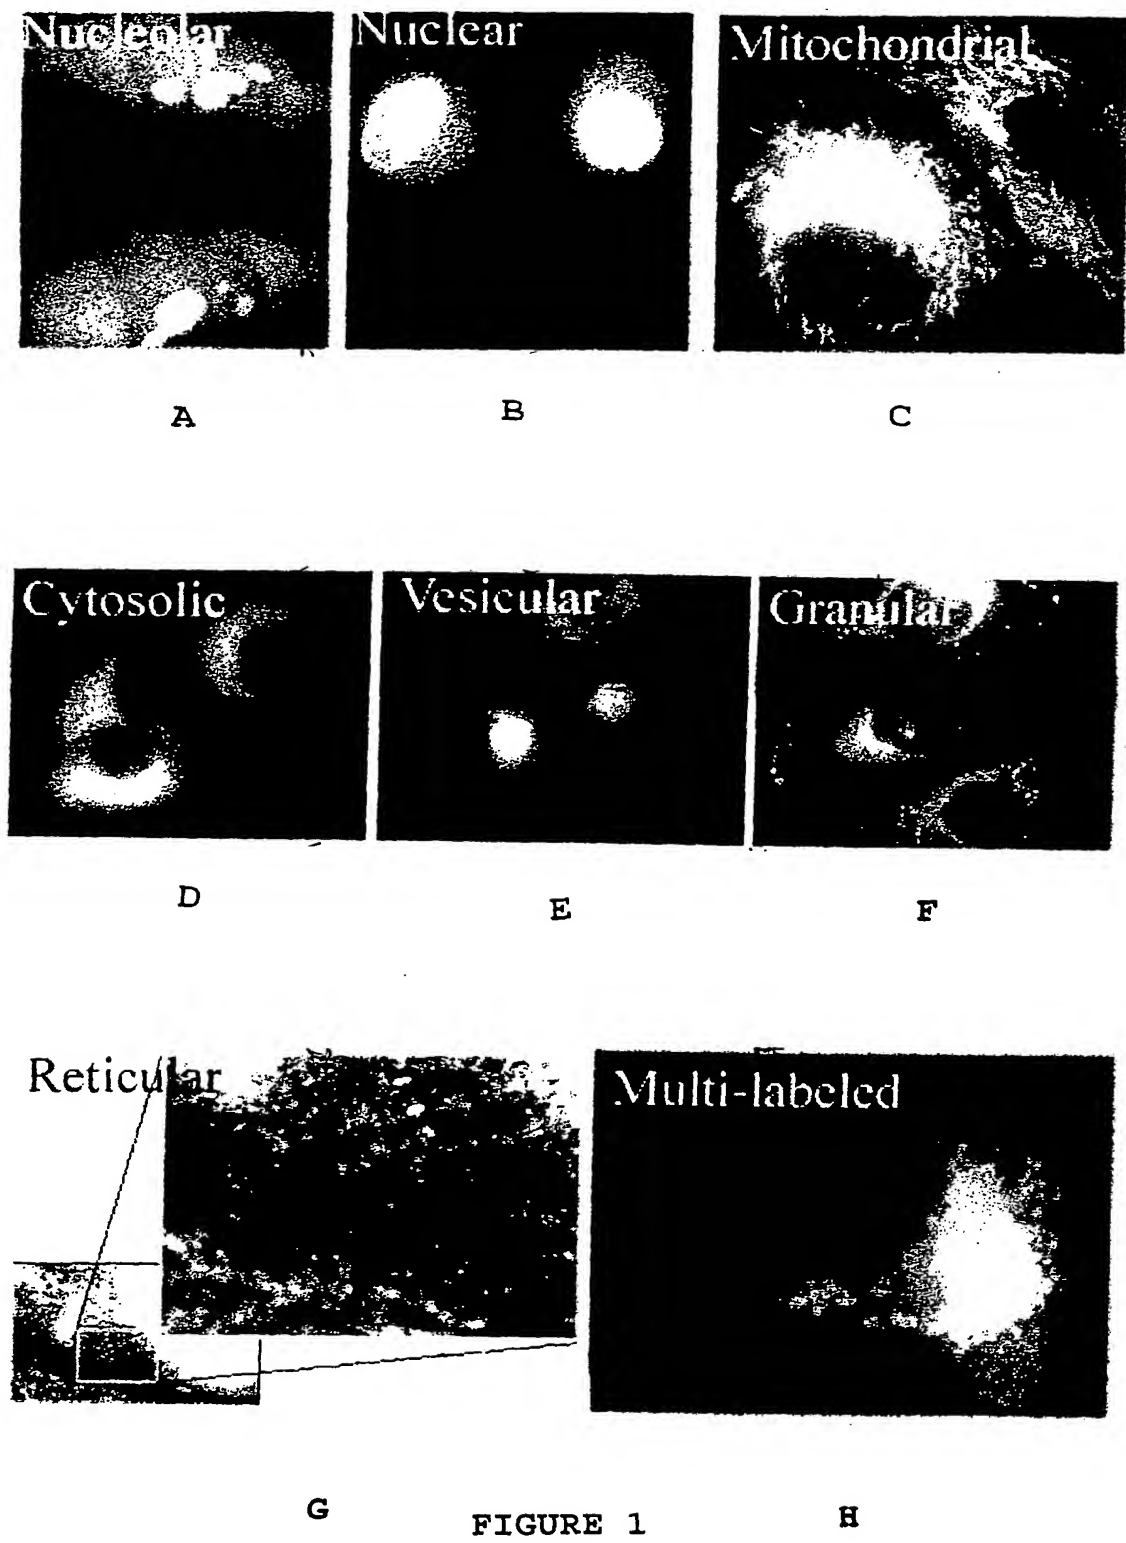 Nucleolar
Nuclear
Mitochondrial
A
B
C
Cytosolic
Vesicular
Granular
D
E
F
Reticular
Multi-labeled
G
H
FIGURE 1